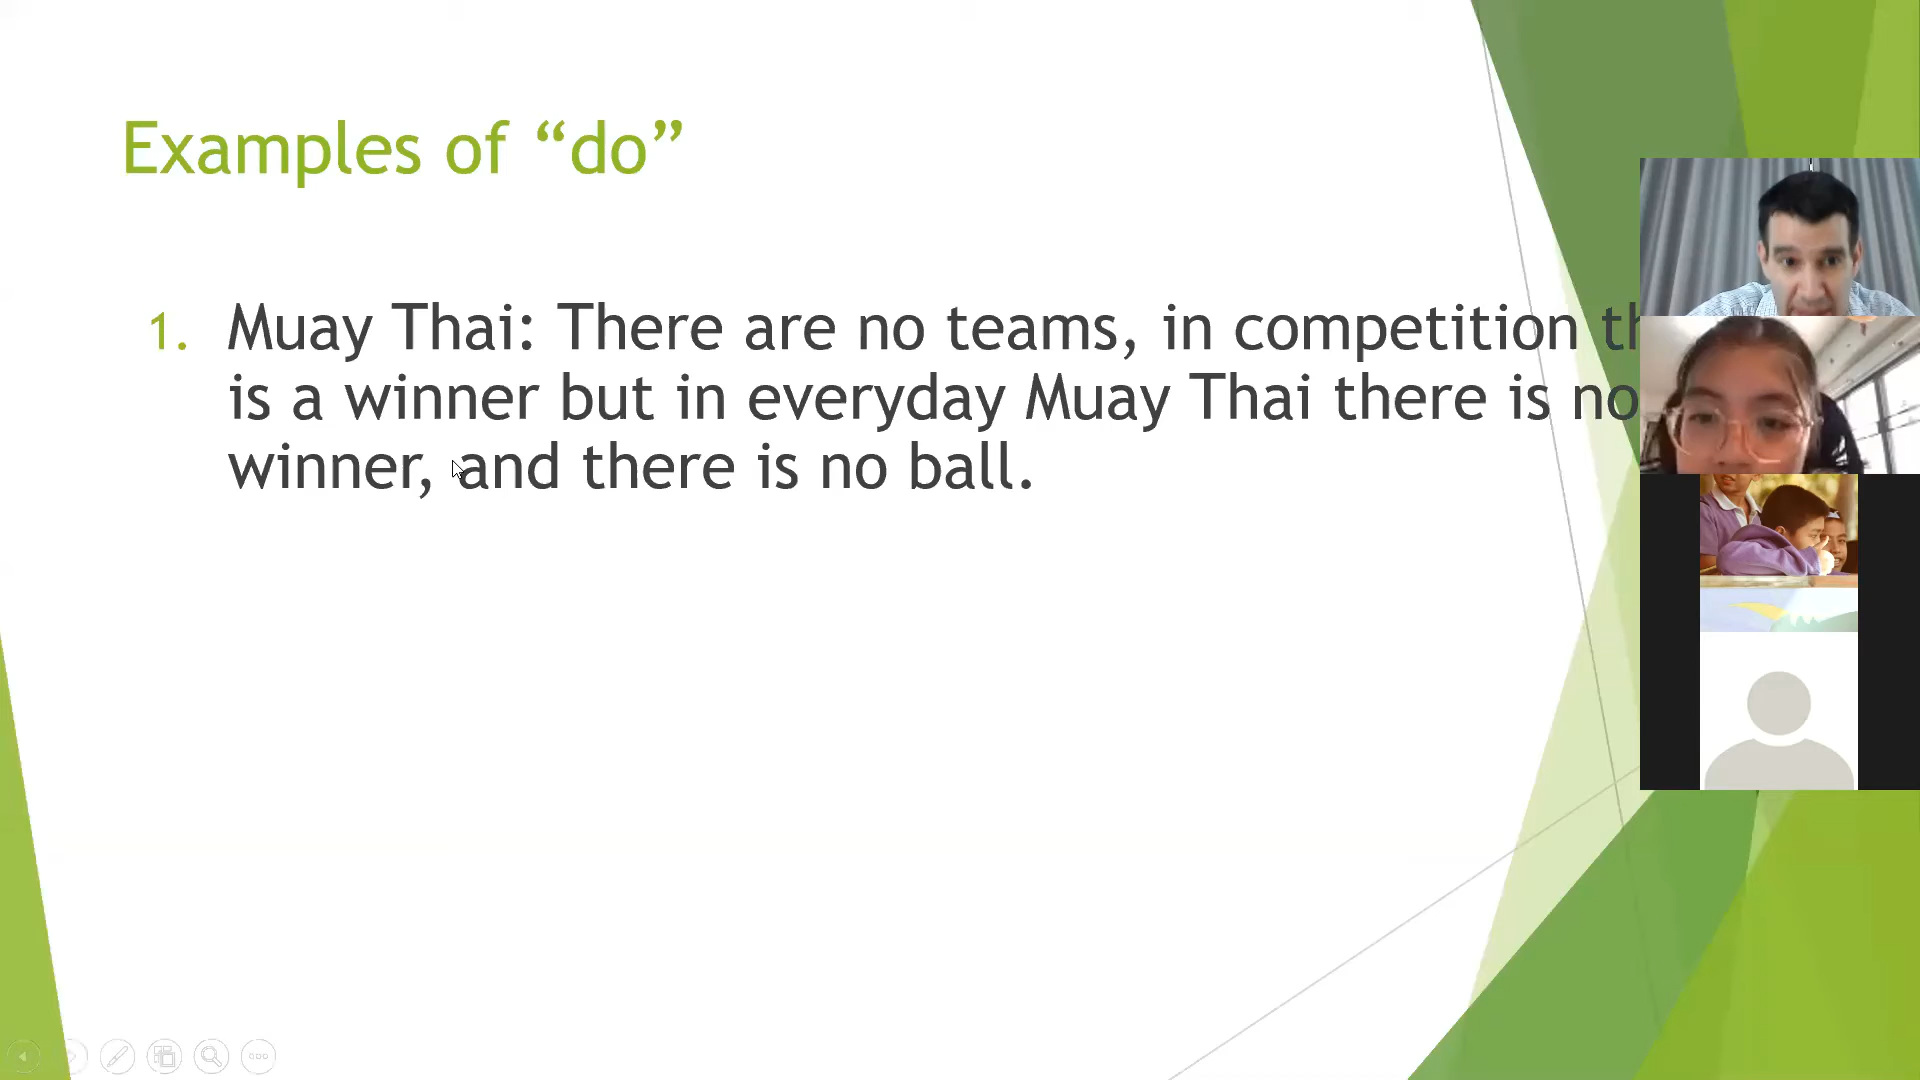 Examples of “do”
1. Muay Thai: There are no teams, in competition
is a winner but in everyday Muay Thai there is no
winner, and there is no ball.